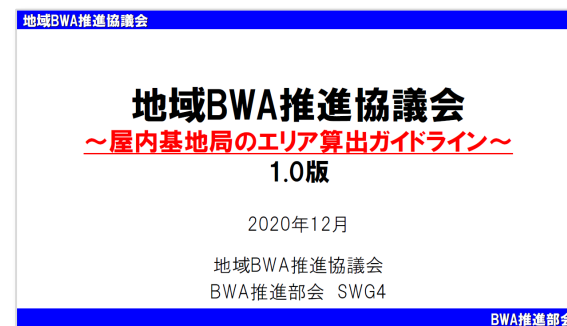 地域BWA推進協議会
地域BWA推進協議会
～屋内基地局のエリア算出ガイドライン～
1.0版
2020年12月
地域BWA推進協議会
BWA推進部会 SWG4
BWA推進部会